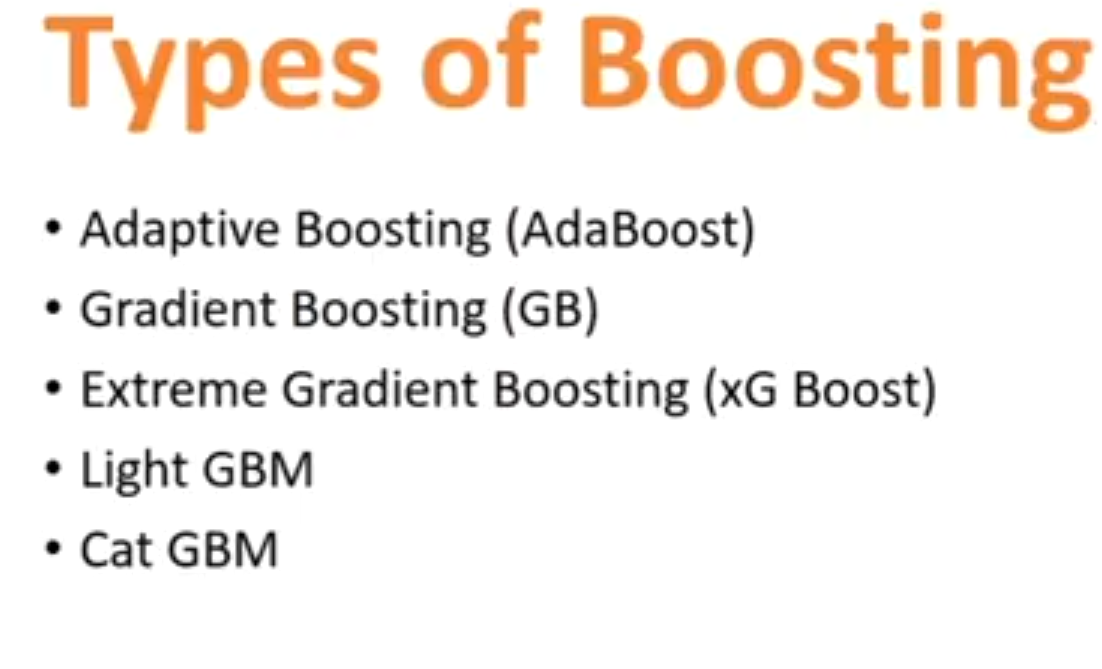 Types of Boosting
• Adaptive Boosting (AdaBoost)
• Gradient Boosting (GB)
• Extreme Gradient Boosting (xG Boost)
• Light GBM
• Cat GBM